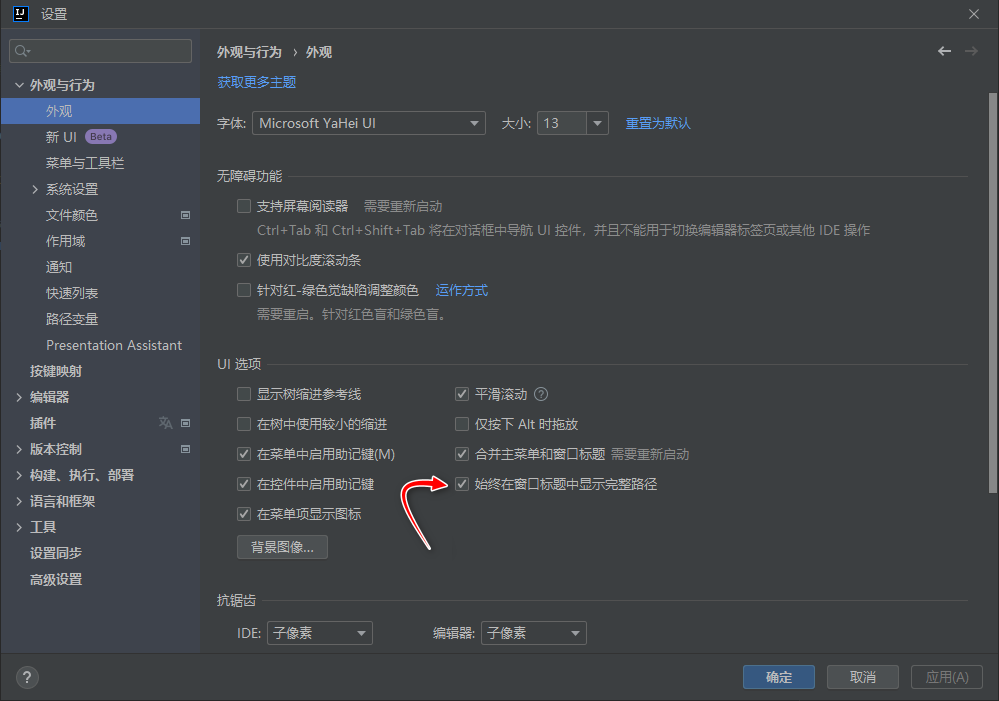 IJ 设置
外观与行为
外观
新 UI Beta
菜单与工具栏
系统设置
文件颜色
作用域
通知
快速列表
路径变量
Presentation Assistant
按键映射
编辑器
插件
版本控制
构建、执行、部署
语言和框架
工具
设置同步
高级设置
外观与行为 › 外观
获取更多主题
字体: Microsoft YaHei UI 大小: 13 重置为默认
无障碍功能
支持屏幕阅读器 需要重新启动
Ctrl+Tab 和 Ctrl+Shift+Tab 将在对话框中导航 UI 控件，并且不能用于切换编辑器标签页或其他 IDE 操作
使用对比度滚动条
针对红-绿色觉缺陷调整颜色 运作方式
需要重启。针对红色盲和绿色盲。
UI 选项
显示树缩进参考线 平滑滚动 ?
在树中使用较小的缩进 仅按下 Alt 时拖放
在菜单中启用助记键(M) 合并主菜单和窗口标题 需要重新启动
在控件中启用助记键 始终在窗口标题中显示完整路径
在菜单项显示图标
背景图像...
抗锯齿
IDE: 子像素 编辑器: 子像素
? 确定 取消 应用(A)